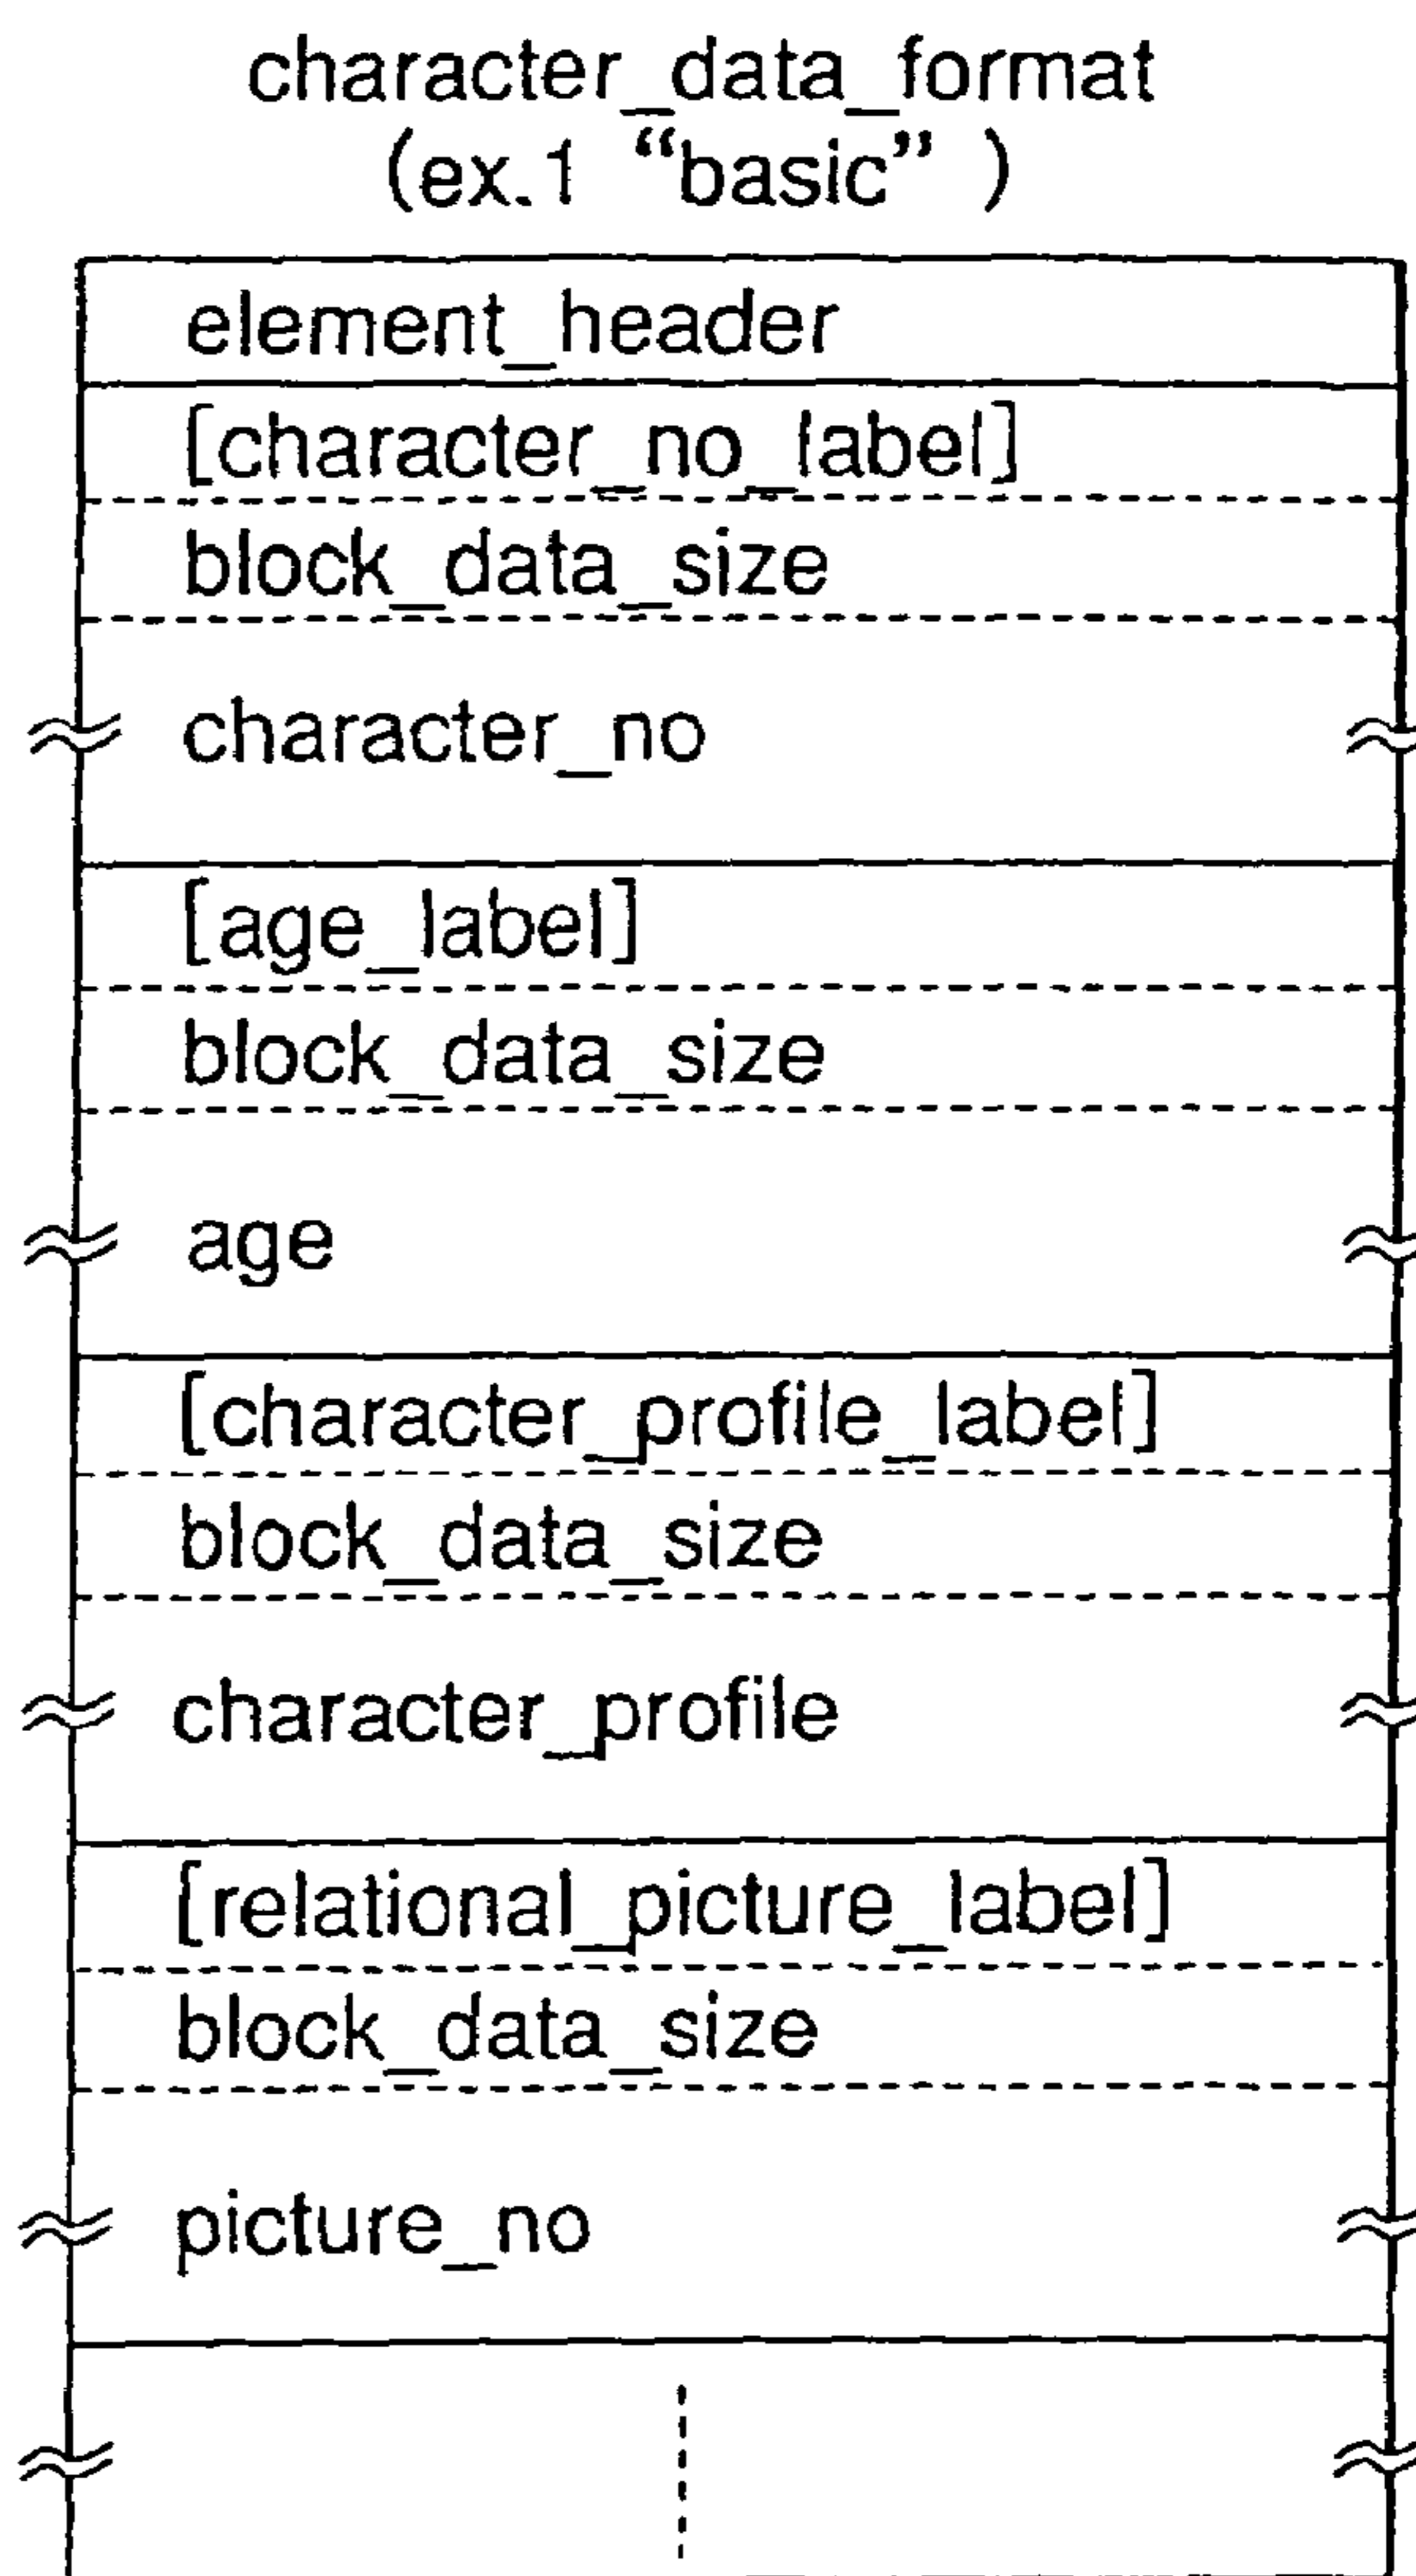 character_data_format
(ex.1 “basic” )
element_header
[character_no_label]
block_data_size
character_no
[age_label]
block_data_size
age
[character_profile_label]
block_data_size
character_profile
[relational_picture_label]
block_data_size
picture_no